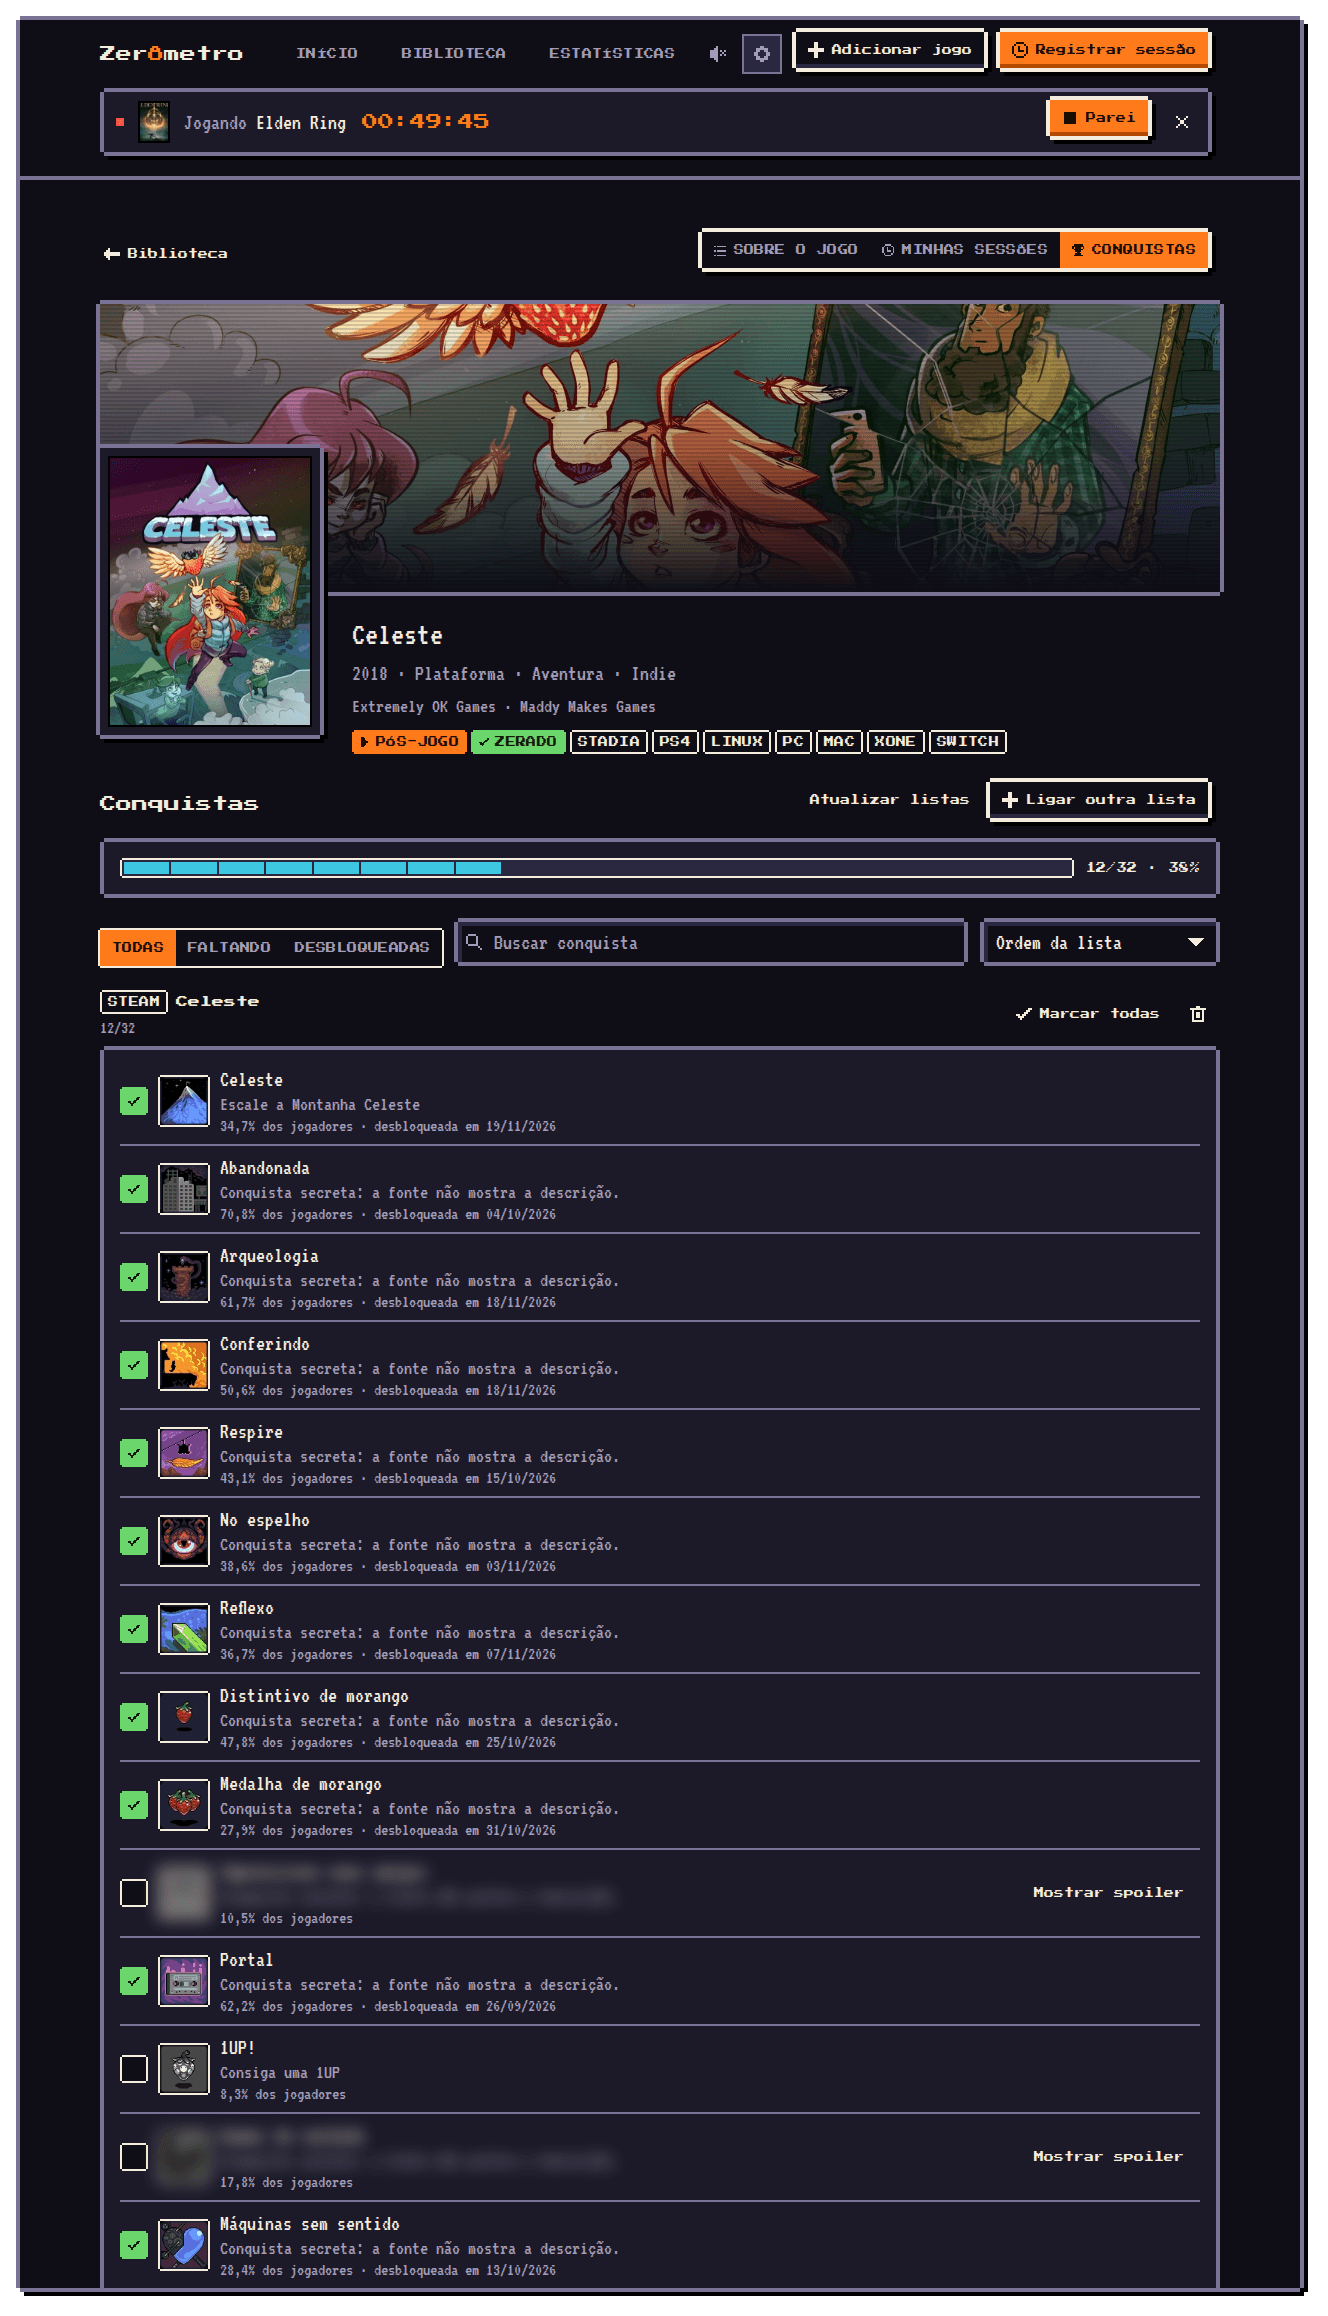 Zerômetro
INíCIO
BIBLIOTECA
ESTATíSTICAS
Adicionar jogo
Registrar sessão
Jogando Elden Ring 00:49:45
Parei
Biblioteca
SOBRE O JOGO
MINHAS SESSõES
CONQUISTAS
CELESTE
Celeste
2018 · Plataforma · Aventura · Indie
Extremely OK Games · Maddy Makes Games
PóS-JOGO
ZERADO
STADIA
PS4
LINUX
PC
MAC
XONE
SWITCH
Conquistas
Atualizar listas
Ligar outra lista
12/32 · 38%
TODAS
FALTANDO
DESBLOQUEADAS
Buscar conquista
Ordem da lista
STEAM Celeste
12/32
Marcar todas
Celeste
Escale a Montanha Celeste
34,7% dos jogadores · desbloqueada em 19/11/2026
Abandonada
Conquista secreta: a fonte não mostra a descrição.
70,8% dos jogadores · desbloqueada em 04/10/2026
Arqueologia
Conquista secreta: a fonte não mostra a descrição.
61,7% dos jogadores · desbloqueada em 18/11/2026
Conferindo
Conquista secreta: a fonte não mostra a descrição.
50,6% dos jogadores · desbloqueada em 18/11/2026
Respire
Conquista secreta: a fonte não mostra a descrição.
43,1% dos jogadores · desbloqueada em 15/10/2026
No espelho
Conquista secreta: a fonte não mostra a descrição.
38,6% dos jogadores · desbloqueada em 03/11/2026
Reflexo
Conquista secreta: a fonte não mostra a descrição.
36,7% dos jogadores · desbloqueada em 07/11/2026
Distintivo de morango
Conquista secreta: a fonte não mostra a descrição.
47,8% dos jogadores · desbloqueada em 25/10/2026
Medalha de morango
Conquista secreta: a fonte não mostra a descrição.
27,9% dos jogadores · desbloqueada em 31/10/2026
Mostrar spoiler
10,5% dos jogadores
Portal
Conquista secreta: a fonte não mostra a descrição.
62,2% dos jogadores · desbloqueada em 26/09/2026
1UP!
Consiga uma 1UP
8,3% dos jogadores
Mostrar spoiler
17,8% dos jogadores
Máquinas sem sentido
Conquista secreta: a fonte não mostra a descrição.
28,4% dos jogadores · desbloqueada em 13/10/2026